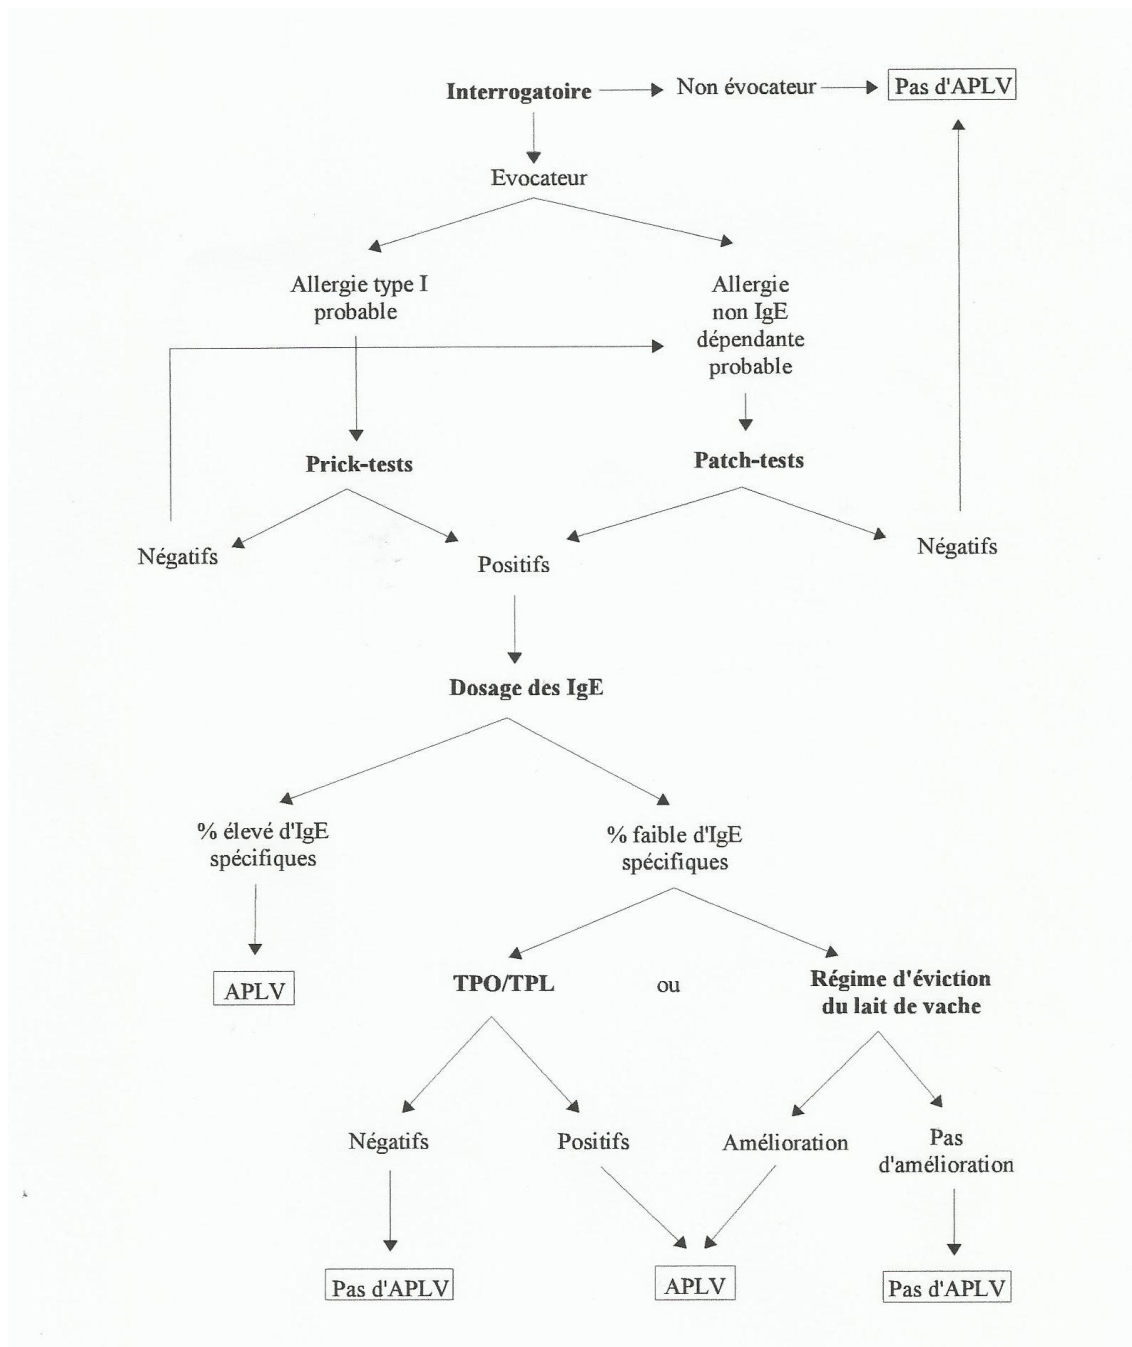 Interrogatoire
Non évocateur
Pas d'APLV
Evocateur
Allergie type I
probable
Allergie
non IgE
dépendante
probable
Prick-tests
Patch-tests
Négatifs
Positifs
Négatifs
Dosage des IgE
% élevé d'IgE
spécifiques
% faible d'IgE
spécifiques
APLV
TPO/TPL
ou
Régime d'éviction
du lait de vache
Négatifs
Positifs
Amélioration
Pas
d'amélioration
Pas d'APLV
APLV
Pas d'APLV